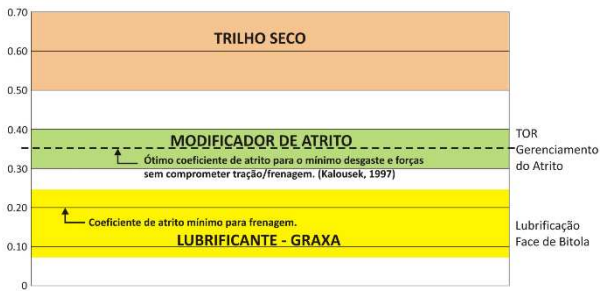 0.70
TRILHO SECO
0.60
0.50
0.40
MODIFICADOR DE ATRITO
Ótimo coeficiente de atrito para o mínimo desgaste e forças
sem comprometer tração/frenagem. (Kalousek, 1997)
TOR
Gerenciamento
do Atrito
0.30
0.20
Coeficiente de atrito mínimo para frenagem.
LUBRIFICANTE - GRAXA
Lubrificação
Face de Bitola
0.10
0